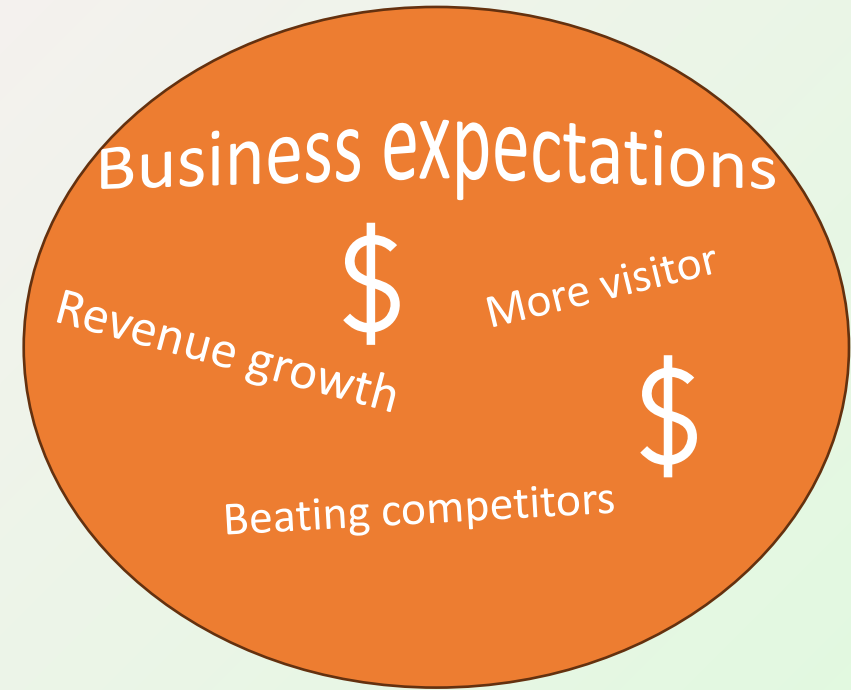 Business expectations
$
More visitor
Revenue growth
$
Beating competitors